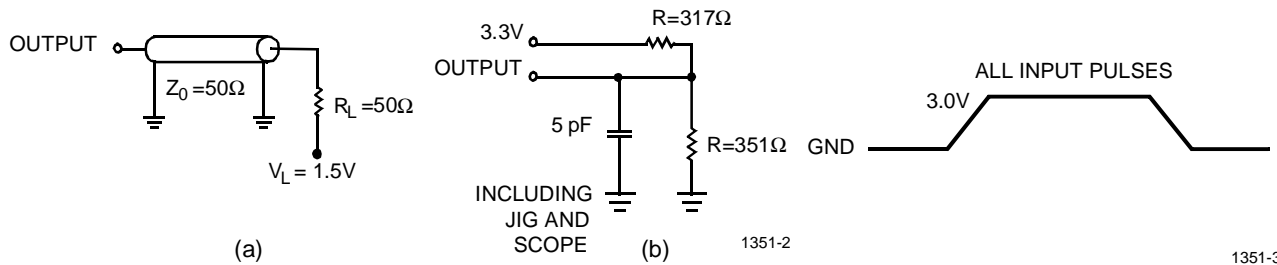 OUTPUT
Z0 =50Ω
RL =50Ω
VL = 1.5V
(a)
R=317Ω
3.3V
OUTPUT
5 pF
R=351Ω
INCLUDING
JIG AND
SCOPE
(b)
1351-2
ALL INPUT PULSES
3.0V
GND
1351-3